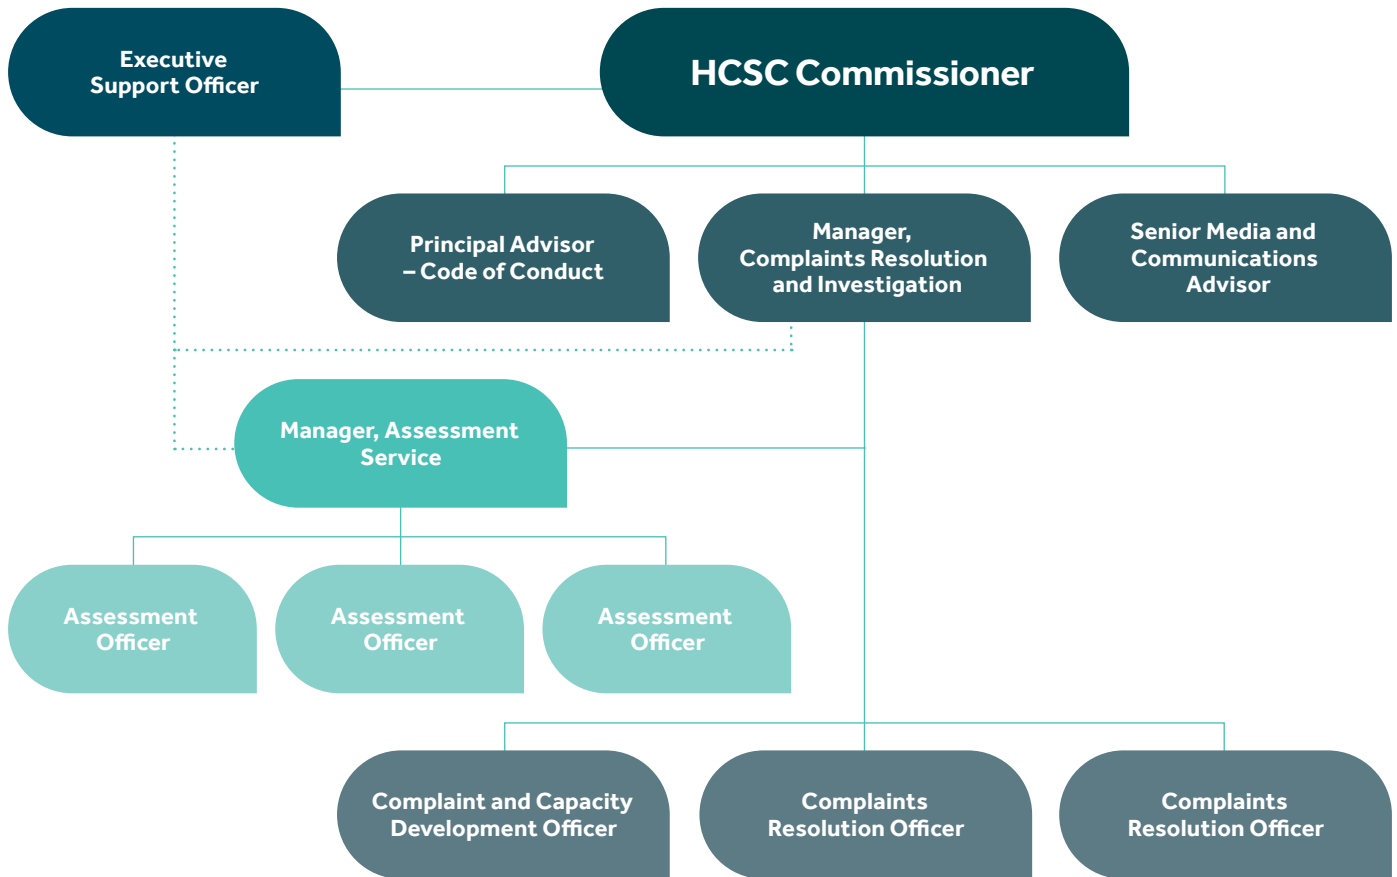 Executive
Support Officer
HCSC Commissioner
Principal Advisor
– Code of Conduct
Manager,
Complaints Resolution
and Investigation
Senior Media and
Communications
Advisor
Manager, Assessment
Service
Assessment
Officer
Assessment
Officer
Assessment
Officer
Complaint and Capacity
Development Officer
Complaints
Resolution Officer
Complaints
Resolution Officer